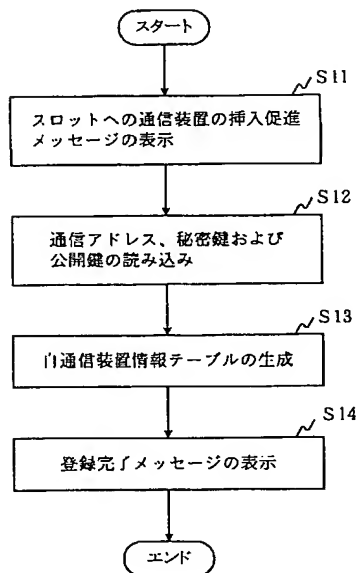 スタート
S11
スロットへの通信装置の挿入促進
メッセージの表示
S12
通信アドレス、秘密鍵および
公開鍵の読み込み
S13
自通信装置情報テーブルの生成
S14
登録完了メッセージの表示
エンド